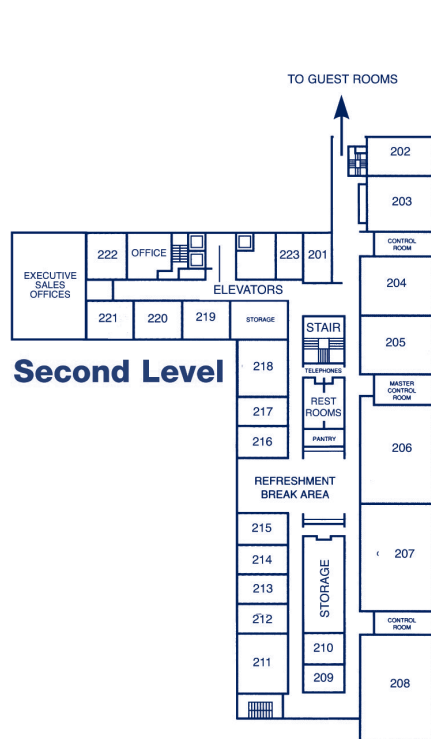 TO GUEST ROOMS
202
203
CONTROL
ROOM
222
OFFICE
223
201
EXECUTIVE
SALES
OFFICES
ELEVATORS
204
221
220
219
STORAGE
STAIR
205
Second Level
218
TELEPHONES
MASTER
CONTROL
ROOM
REST
ROOMS
217
216
PANTRY
206
REFRESHMENT
BREAK AREA
215
214
207
213
STORAGE
212
CONTROL
ROOM
211
210
209
208